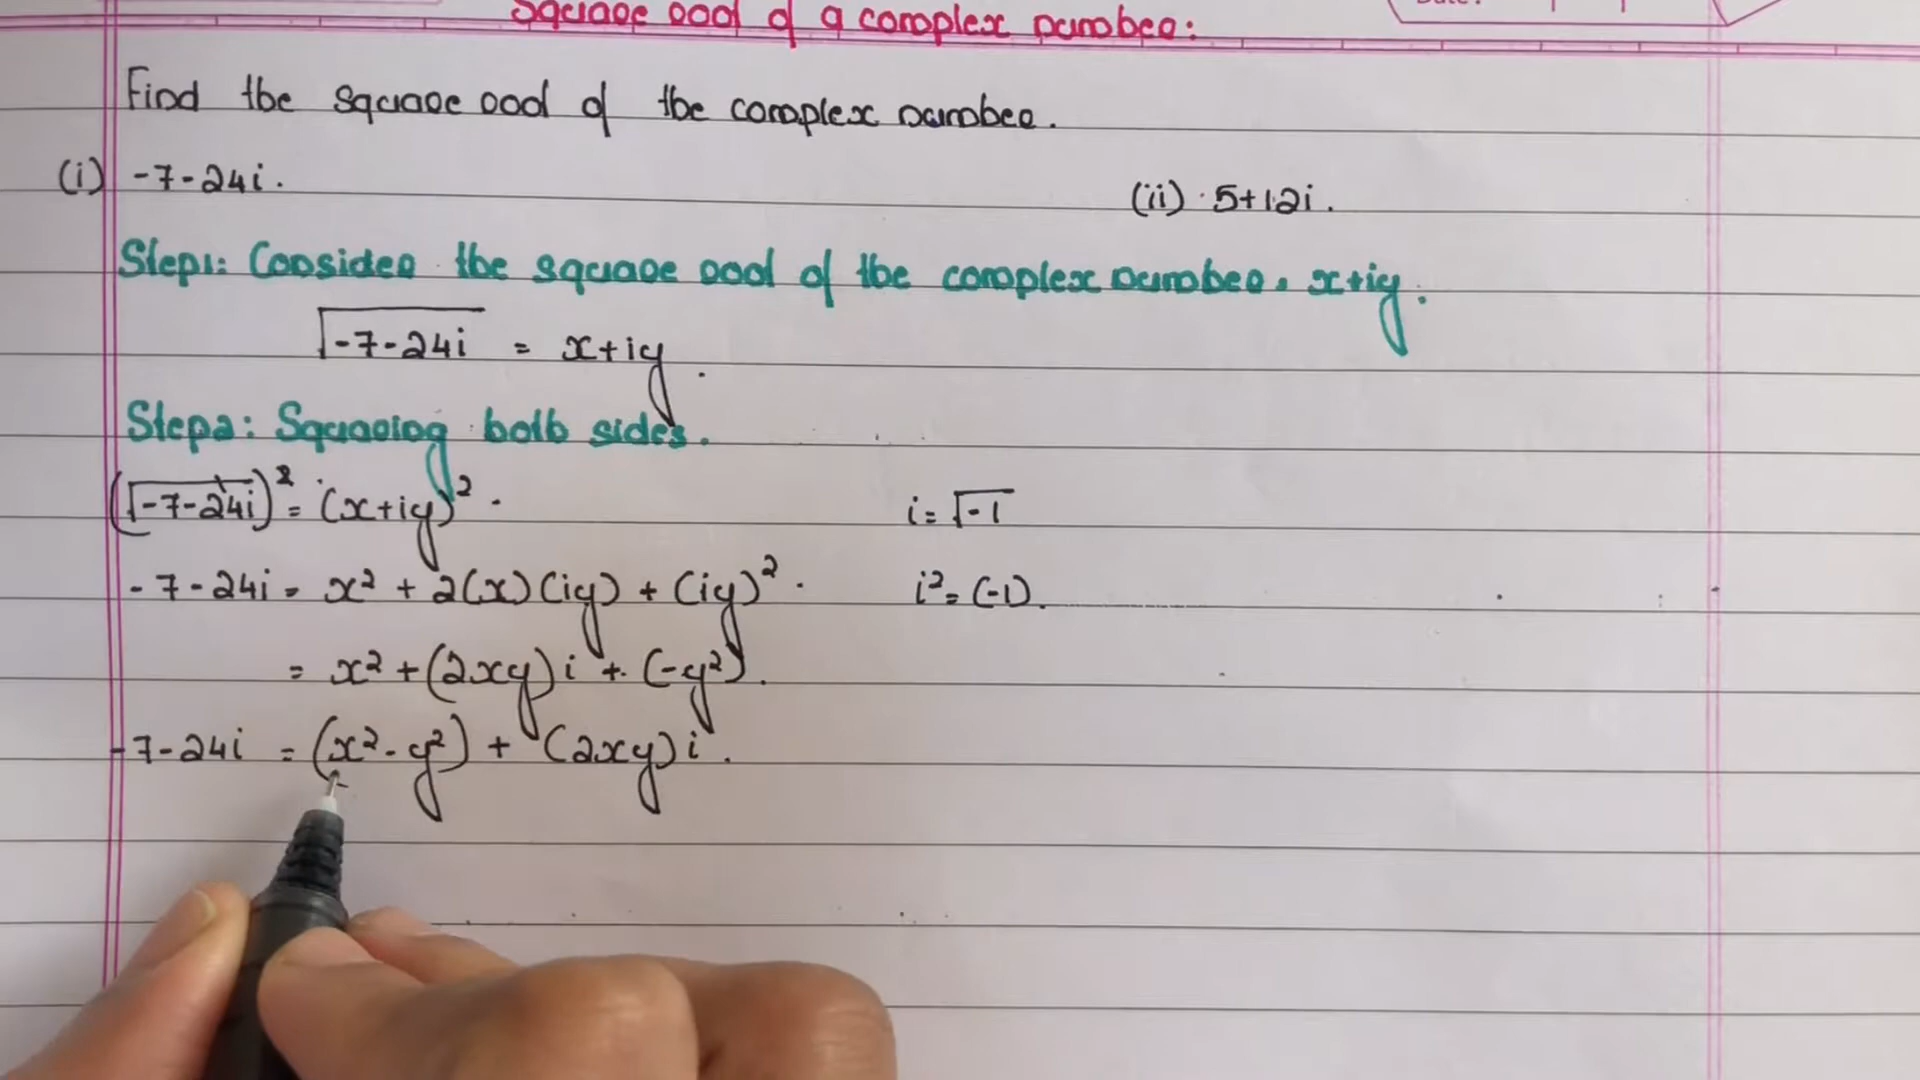 Square root of a complex number:
Find the square root of the complex number.
(i) -7-24i. (ii) 5+12i.
Step1: Consider the square root of the complex number, x+iy.
√-7-24i = x+iy.
Step2: Squaring both sides.
(√-7-24i)² = (x+iy)². i=√-1
-7-24i = x² + 2(x)(iy) + (iy)². i²=(-1).
= x² + (2xy)i + (-y²).
-7-24i = (x²-y²) + (2xy)i.